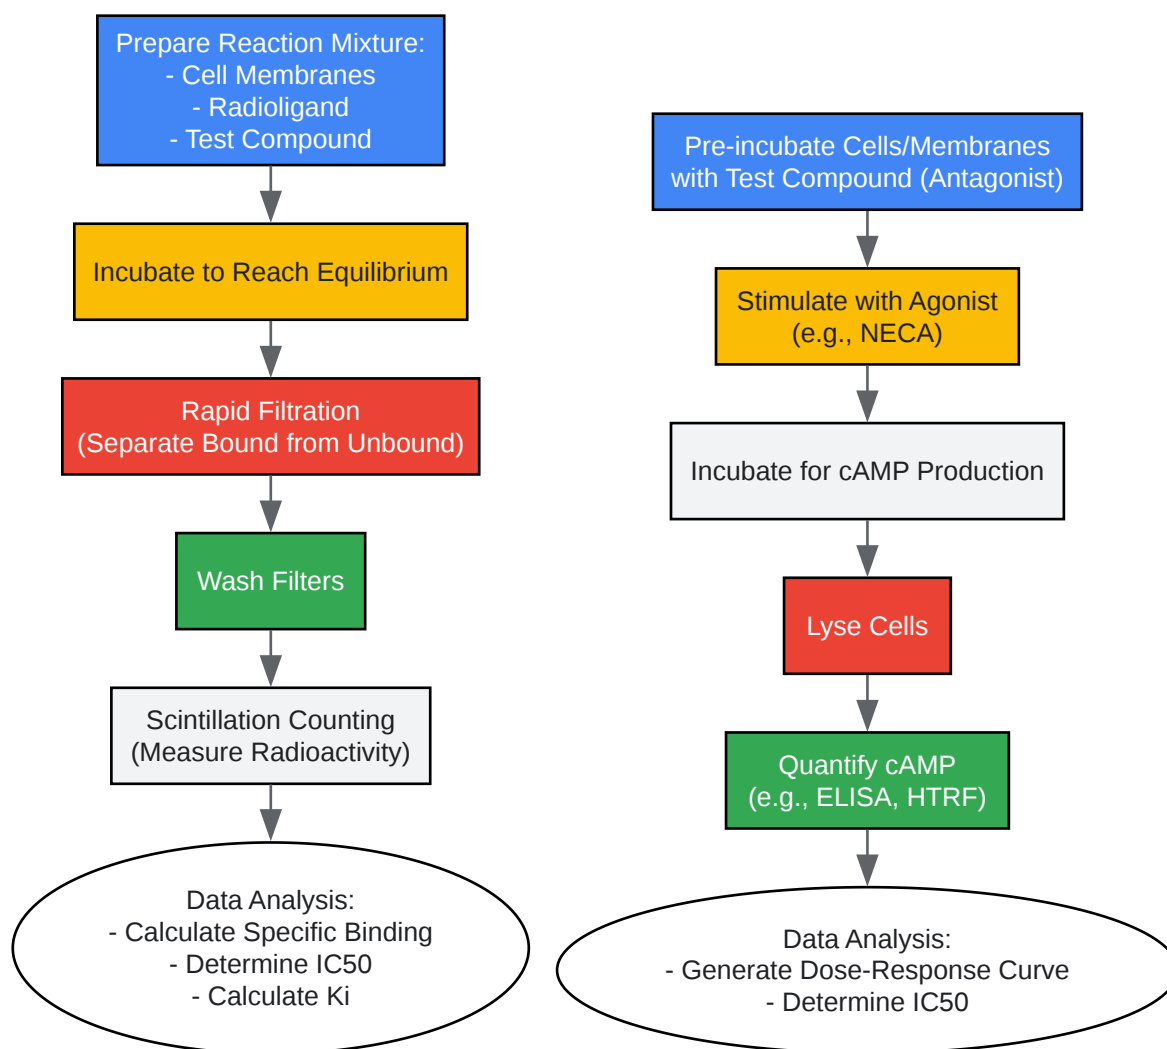 Prepare Reaction Mixture:
- Cell Membranes
- Radioligand
- Test Compound
Incubate to Reach Equilibrium
Rapid Filtration
(Separate Bound from Unbound)
Wash Filters
Scintillation Counting
(Measure Radioactivity)
Data Analysis:
- Calculate Specific Binding
- Determine IC50
- Calculate Ki
Pre-incubate Cells/Membranes
with Test Compound (Antagonist)
Stimulate with Agonist
(e.g., NECA)
Incubate for cAMP Production
Lyse Cells
Quantify cAMP
(e.g., ELISA, HTRF)
Data Analysis:
- Generate Dose-Response Curve
- Determine IC50